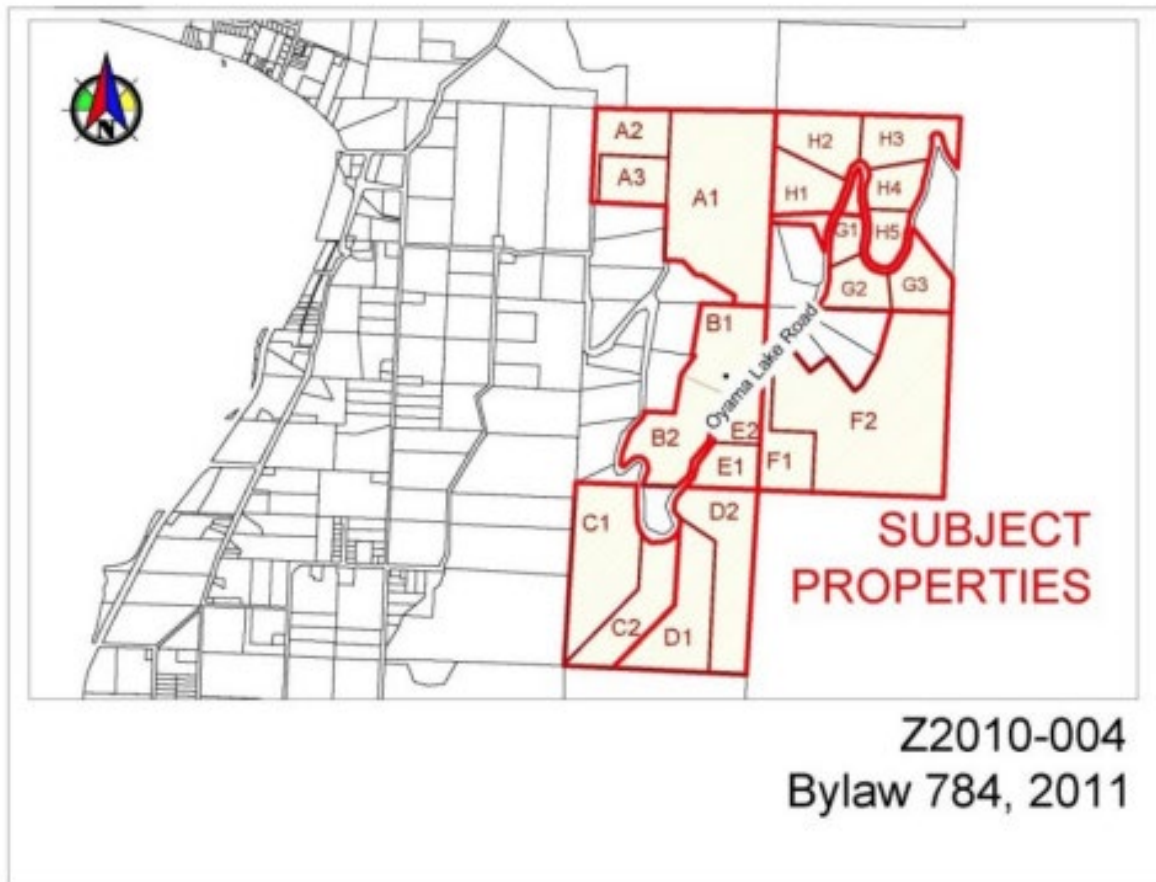 N
A2
H2
H3
A3
A1
H1
H4
G1
H5
G2
G3
B1
Oyama Lake Road
B2
E2
F2
E1
F1
C1
D2
C2
D1
SUBJECT
PROPERTIES
Z2010-004
Bylaw 784, 2011